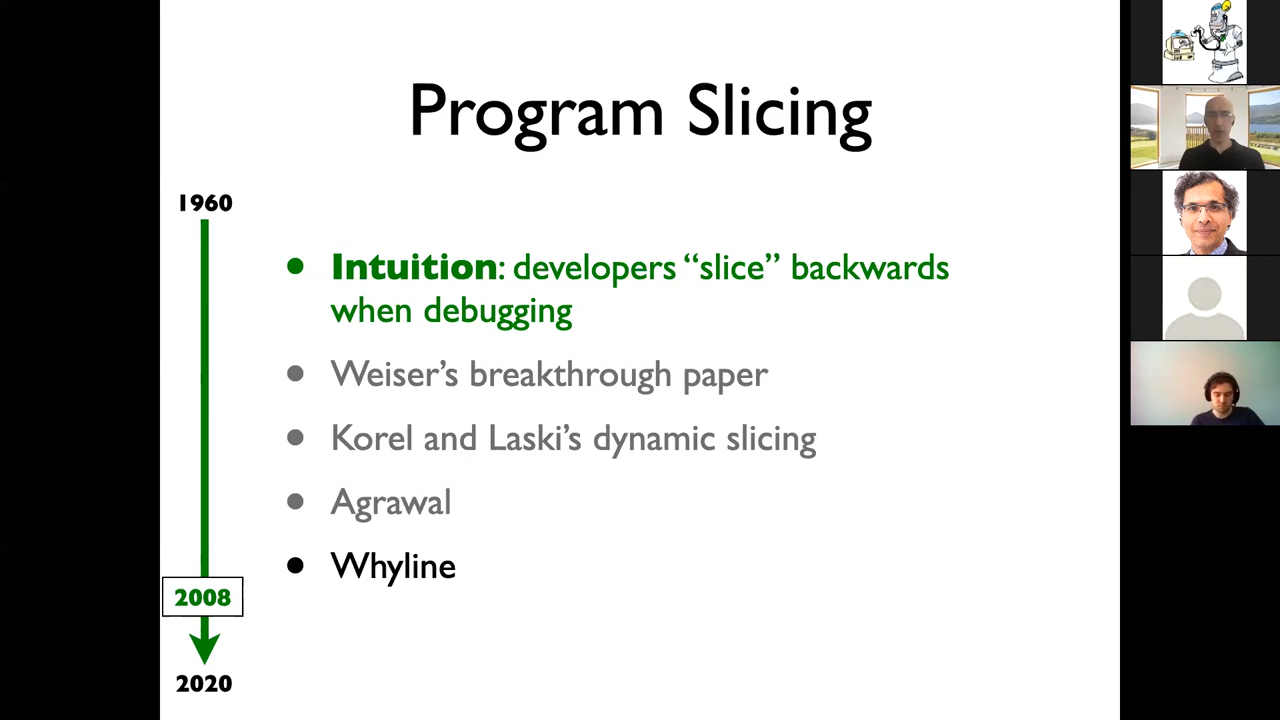 Program Slicing
1960
• Intuition: developers “slice” backwards
when debugging
• Weiser’s breakthrough paper
• Korel and Laski’s dynamic slicing
• Agrawal
• Whyline
2008
2020